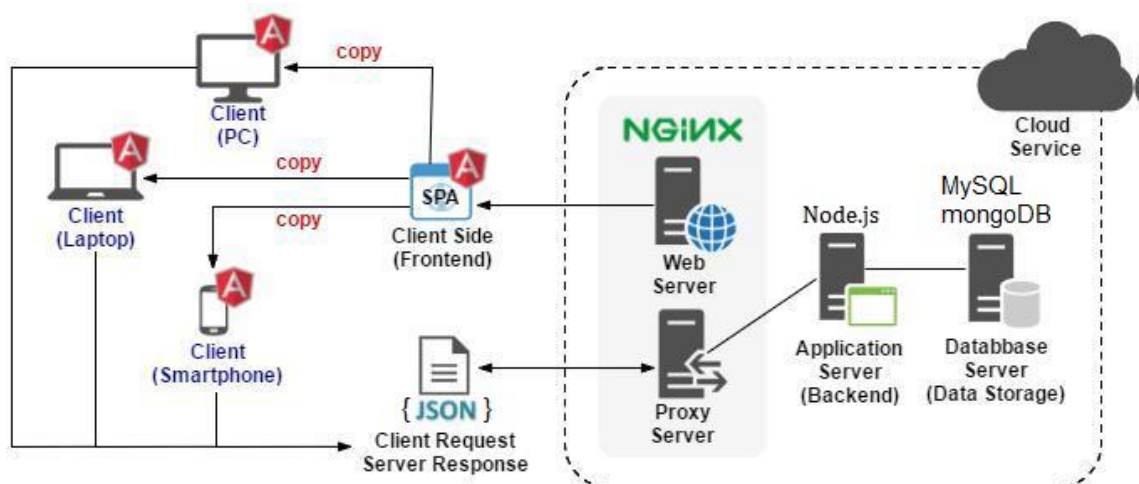 copy
Client
(PC)
copy
Client
(Laptop)
copy
Client
(Smartphone)
SPA
Client Side
(Frontend)
{ JSON }
Client Request
Server Response
NGiNX
Web
Server
Proxy
Server
Cloud
Service
Node.js
Application
Server
(Backend)
MySQL
mongoDB
Databbase
Server
(Data Storage)
A
A
A
A